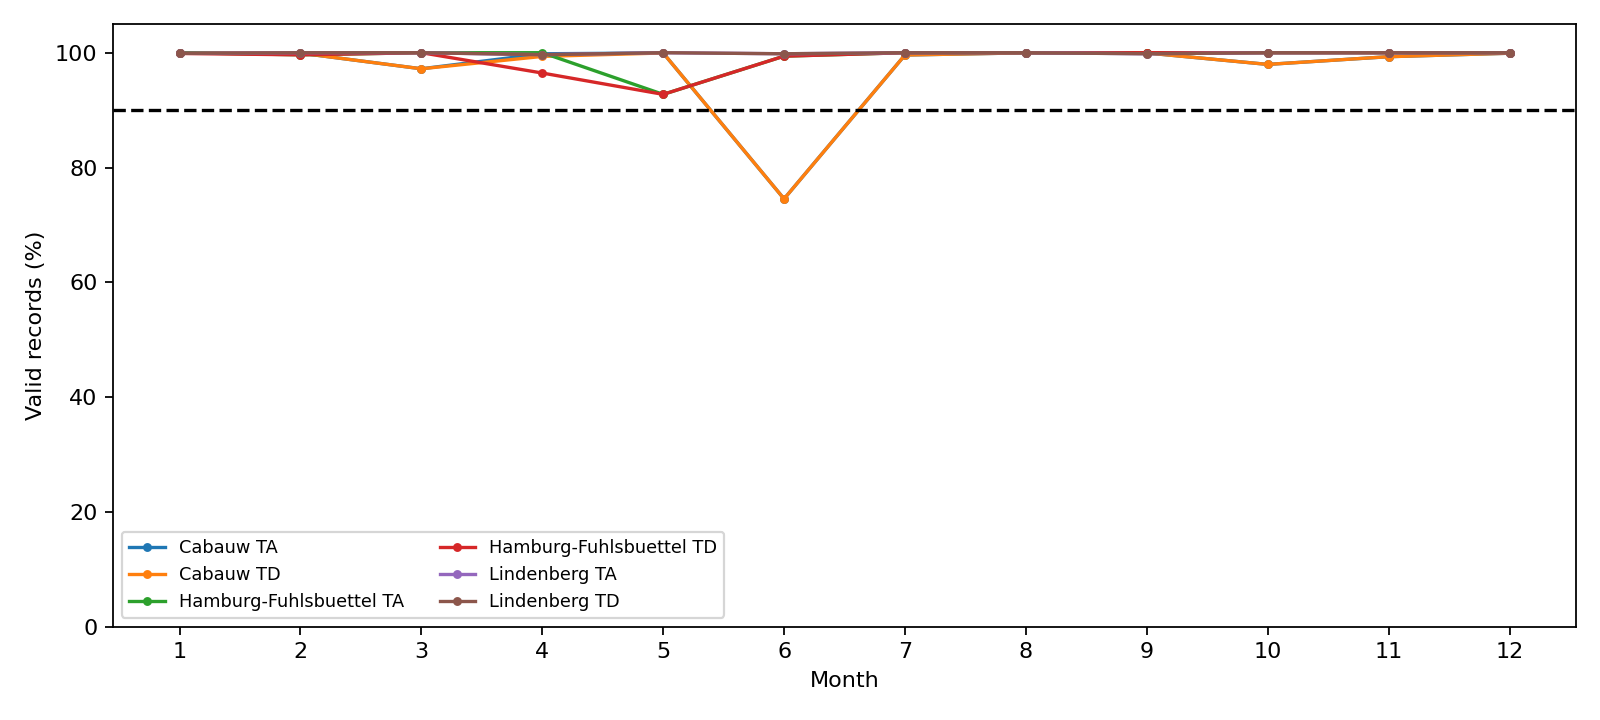 100
80
60
40
20
0
Valid records (%)
Cabauw TA
Cabauw TD
Hamburg-Fuhlsbuettel TA
Hamburg-Fuhlsbuettel TD
Lindenberg TA
Lindenberg TD
1 2 3 4 5 6 7 8 9 10 11 12
Month